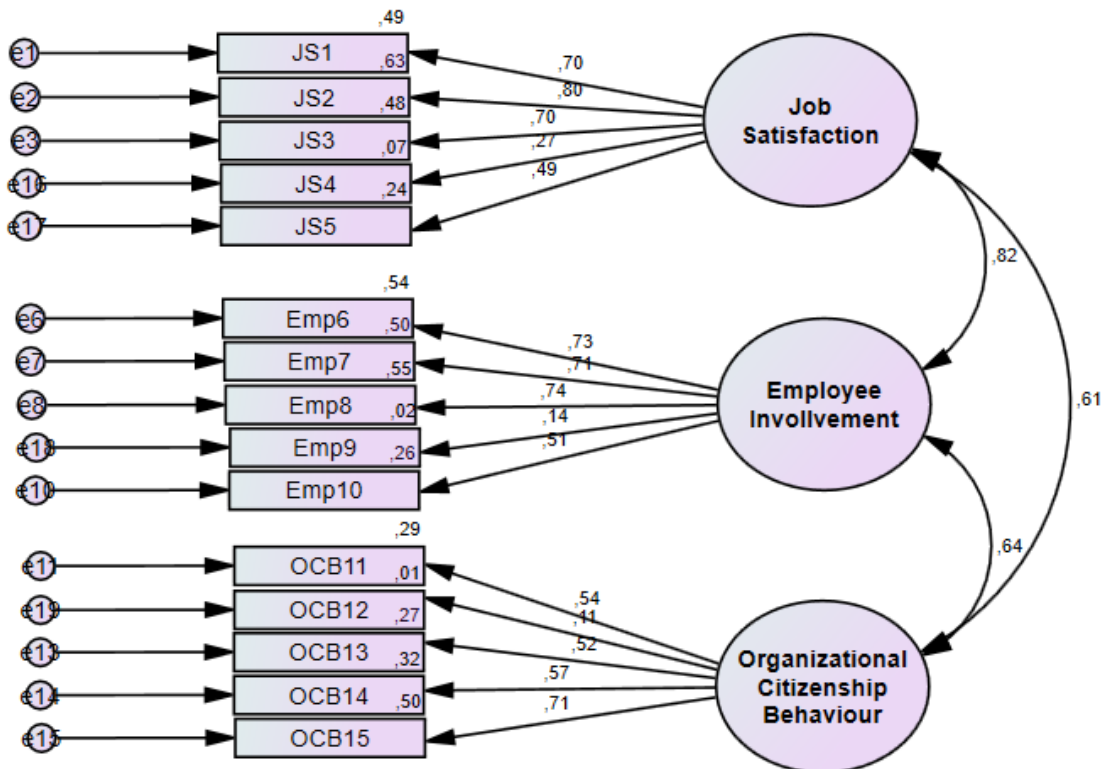 ,49
e1
JS1
,63
,70
e2
JS2
,48
,80
e3
JS3
,07
,70
e16
JS4
,24
,27
e17
JS5
,49
Job
Satisfaction
,82
,54
e6
Emp6
,50
,73
e7
Emp7
,55
,71
e8
Emp8
,02
,74
e18
Emp9
,26
,14
e10
Emp10
,51
Employee
Invollvement
,61
,29
e11
OCB11
,01
,54
e19
OCB12
,27
,11
e13
OCB13
,32
,52
e14
OCB14
,50
,57
e15
OCB15
,71
Organizational
Citizenship
Behaviour
,64